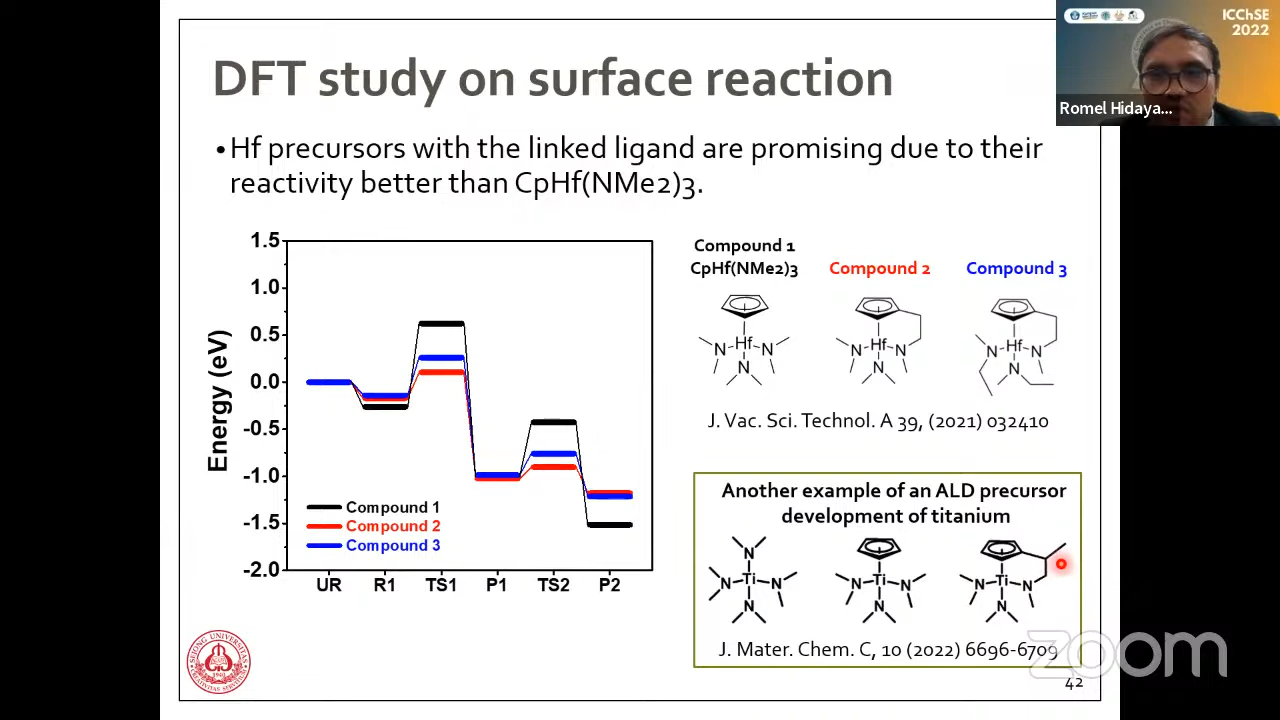 ICChSE
2022
Romel Hidaya...
DFT study on surface reaction
•Hf precursors with the linked ligand are promising due to their
reactivity better than CpHf(NMe2)3.
1.5
1.0
0.5
0.0
-0.5
-1.0
-1.5
-2.0
Energy (eV)
Compound 1
Compound 2
Compound 3
UR R1 TS1 P1 TS2 P2
Compound 1
CpHf(NMe2)3 Compound 2 Compound 3
Hf N N N
Hf N N N
Hf N N N
J. Vac. Sci. Technol. A 39, (2021) 032410
Another example of an ALD precursor
development of titanium
N Ti N N N
Ti N N N
Ti N N N
J. Mater. Chem. C, 10 (2022) 6696-6709
zoom
42
SEJONG UNIVERSITY
1940